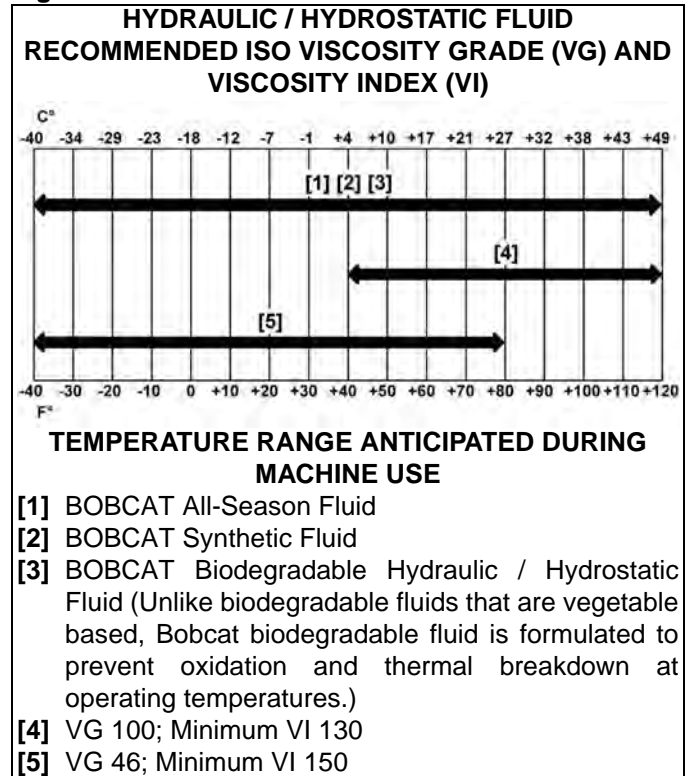 HYDRAULIC / HYDROSTATIC FLUID
RECOMMENDED ISO VISCOSITY GRADE (VG) AND
VISCOSITY INDEX (VI)
C°
-40 -34 -29 -23 -18 -12 -7 -1 +4 +10 +17 +21 +27 +32 +38 +43 +49
[1] [2] [3]
[4]
[5]
-40 -30 -20 -10 0 +10 +20 +30 +40 +50 +60 +70 +80 +90 +100 +110 +120
F°
TEMPERATURE RANGE ANTICIPATED DURING
MACHINE USE
[1] BOBCAT All-Season Fluid
[2] BOBCAT Synthetic Fluid
[3] BOBCAT Biodegradable Hydraulic / Hydrostatic
Fluid (Unlike biodegradable fluids that are vegetable
based, Bobcat biodegradable fluid is formulated to
prevent oxidation and thermal breakdown at
operating temperatures.)
[4] VG 100; Minimum VI 130
[5] VG 46; Minimum VI 150